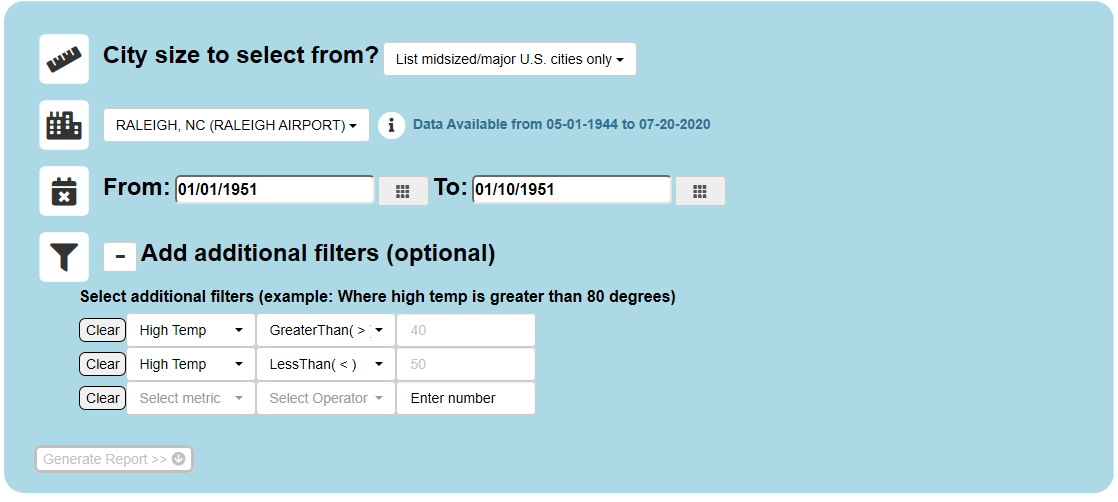 City size to select from? List midsized/major U.S. cities only
RALEIGH, NC (RALEIGH AIRPORT) i Data Available from 05-01-1944 to 07-20-2020
From: 01/01/1951 To: 01/10/1951
- Add additional filters (optional)
Select additional filters (example: Where high temp is greater than 80 degrees)
Clear High Temp GreaterThan( > 40
Clear High Temp LessThan( < ) 50
Clear Select metric Select Operator Enter number
Generate Report >>